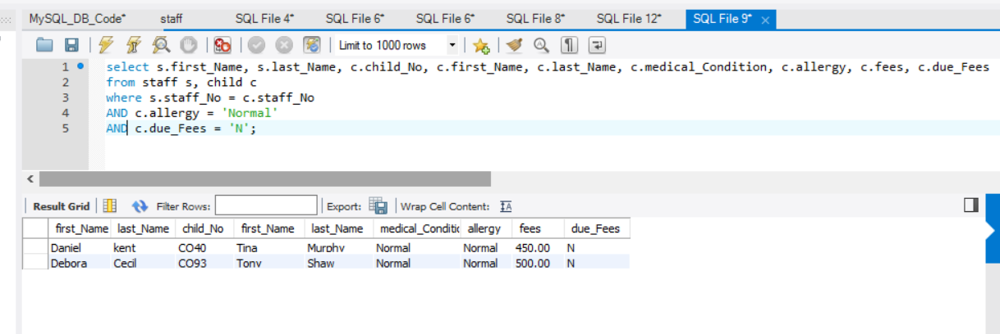 MySQL_DB_Code* staff SQL File 4* SQL File 6* SQL File 6* SQL File 8* SQL File 12* SQL File 9* ×
Limit to 1000 rows
1 select s.first_Name, s.last_Name, c.child_No, c.first_Name, c.last_Name, c.medical_Condition, c.allergy, c.fees, c.due_Fees
2 from staff s, child c
3 where s.staff_No = c.staff_No
4 AND c.allergy = 'Normal'
5 AND c.due_Fees = 'N';
Result Grid Filter Rows: Export: Wrap Cell Content: IA
first_Name last_Name child_No first_Name last_Name medical_Conditic allergy fees due_Fees
Daniel kent CO40 Tina Murphy Normal Normal 450.00 N
Debora Cecil CO93 Tony Shaw Normal Normal 500.00 N